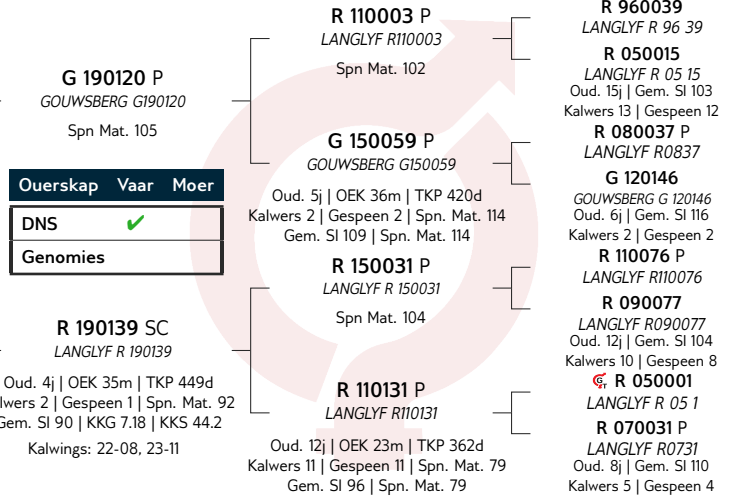 G 190120 P
GOUWSBERG G190120
Spn Mat. 105
Ouerskap Vaar Moer
DNS ✔
Genomies
R 190139 SC
LANGLYF R 190139
Oud. 4j | OEK 35m | TKP 449d
lwers 2 | Gespeen 1 | Spn. Mat. 92
Gem. SI 90 | KKG 7.18 | KKS 44.2
Kalwings: 22-08, 23-11
R 110003 P
LANGLYF R110003
Spn Mat. 102
G 150059 P
GOUWSBERG G150059
Oud. 5j | OEK 36m | TKP 420d
Kalwers 2 | Gespeen 2 | Spn. Mat. 114
Gem. SI 109 | Spn. Mat. 114
R 150031 P
LANGLYF R 150031
Spn Mat. 104
R 110131 P
LANGLYF R110131
Oud. 12j | OEK 23m | TKP 362d
Kalwers 11 | Gespeen 11 | Spn. Mat. 79
Gem. SI 96 | Spn. Mat. 79
R 960039
LANGLYF R 96 39
R 050015
LANGLYF R 05 15
Oud. 15j | Gem. SI 103
Kalwers 13 | Gespeen 12
R 080037 P
LANGLYF R0837
G 120146
GOUWSBERG G 120146
Oud. 6j | Gem. SI 116
Kalwers 2 | Gespeen 2
R 110076 P
LANGLYF R110076
R 090077
LANGLYF R090077
Oud. 12j | Gem. SI 104
Kalwers 10 | Gespeen 8
R 050001
LANGLYF R 05 1
R 070031 P
LANGLYF R0731
Oud. 8j | Gem. SI 110
Kalwers 5 | Gespeen 4